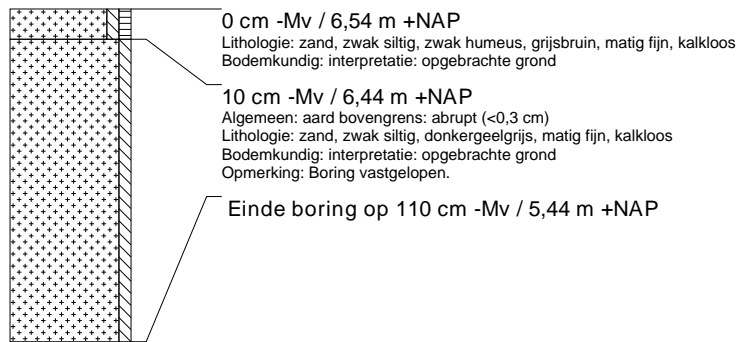 0 cm -Mv / 6,54 m +NAP
Lithologie: zand, zwak siltig, zwak humeus, grijsbruin, matig fijn, kalkloos
Bodemkundig: interpretatie: opgebrachte grond
10 cm -Mv / 6,44 m +NAP
Algemeen: aard bovengrens: abrupt (<0,3 cm)
Lithologie: zand, zwak siltig, donkergeelgrijs, matig fijn, kalkloos
Bodemkundig: interpretatie: opgebrachte grond
Opmerking: Boring vastgelopen.
Einde boring op 110 cm -Mv / 5,44 m +NAP